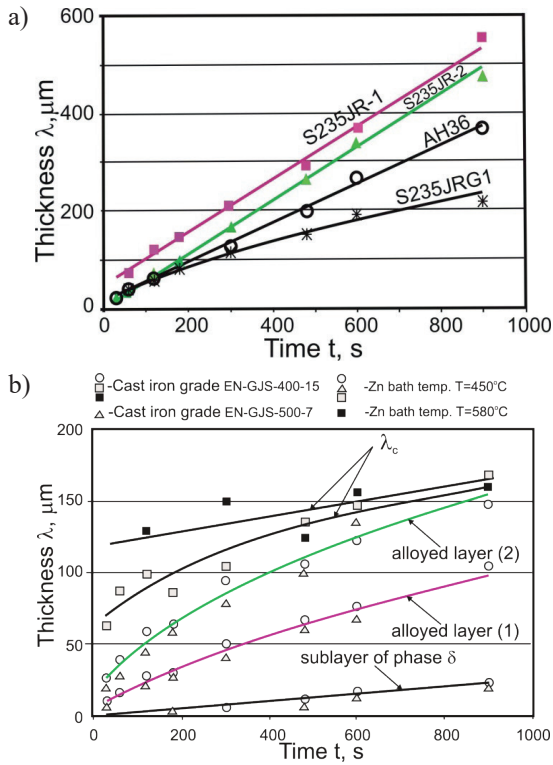 a)
600
400
200
0
Thickness λ,μm
S235JR-1
S235JR-2
AH36
S235JRG1
0 200 400 600 800 1000
Time t, s
b)
-Cast iron grade EN-GJS-400-15
-Zn bath temp. T=450°C
-Cast iron grade EN-GJS-500-7
-Zn bath temp. T=580°C
200
150
100
50
0
Thickness λ, μm
λc
alloyed layer (2)
alloyed layer (1)
sublayer of phase δ
0 200 400 600 800 1000
Time t, s